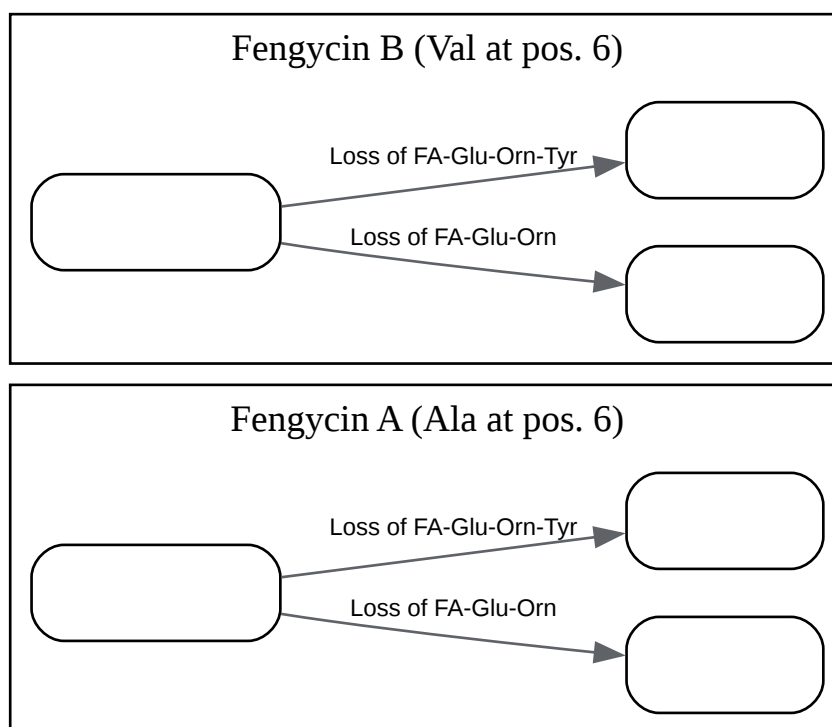 Fengycin B (Val at pos. 6)
Loss of FA-Glu-Orn-Tyr
Loss of FA-Glu-Orn
Fengycin A (Ala at pos. 6)
Loss of FA-Glu-Orn-Tyr
Loss of FA-Glu-Orn